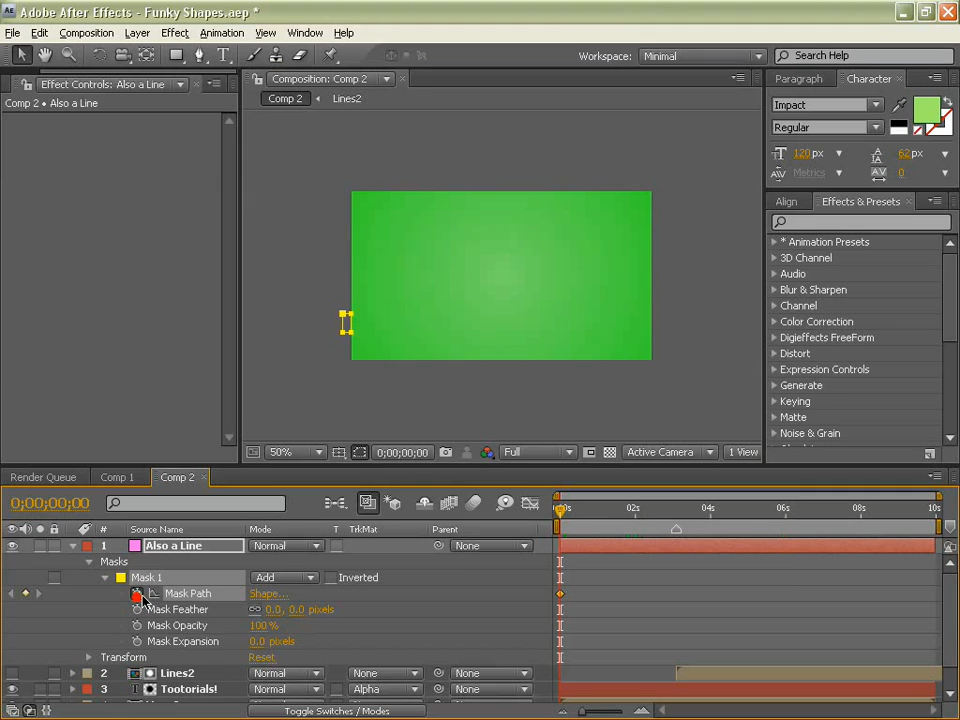 Adobe After Effects - Funky Shapes.aep *
File Edit Composition Layer Effect Animation View Window Help
Workspace: Minimal Search Help
Effect Controls: Also a Line
Composition: Comp 2
Paragraph Character
Comp 2 • Also a Line
Comp 2 Lines2
Impact
Regular
120 px 62 px
Metrics 0
Align Effects & Presets
* Animation Presets
3D Channel
Audio
Blur & Sharpen
Channel
Color Correction
Digieffects FreeForm
Distort
Expression Controls
Generate
Keying
Matte
Noise & Grain
50% 0;00;00;00 Full Active Camera 1 View
Render Queue Comp 1 Comp 2
0;00;00;00
02s 04s 06s 08s 10s
# Source Name Mode T TrkMat Parent
1 Also a Line Normal None
Masks
Mask 1 Add Inverted
Mask Path Shape...
Mask Feather 0.0, 0.0 pixels
Mask Opacity 100 %
Mask Expansion 0.0 pixels
Transform Reset
2 Lines2 Normal None None
3 T Tootorials! Normal Alpha None
Toggle Switches / Modes